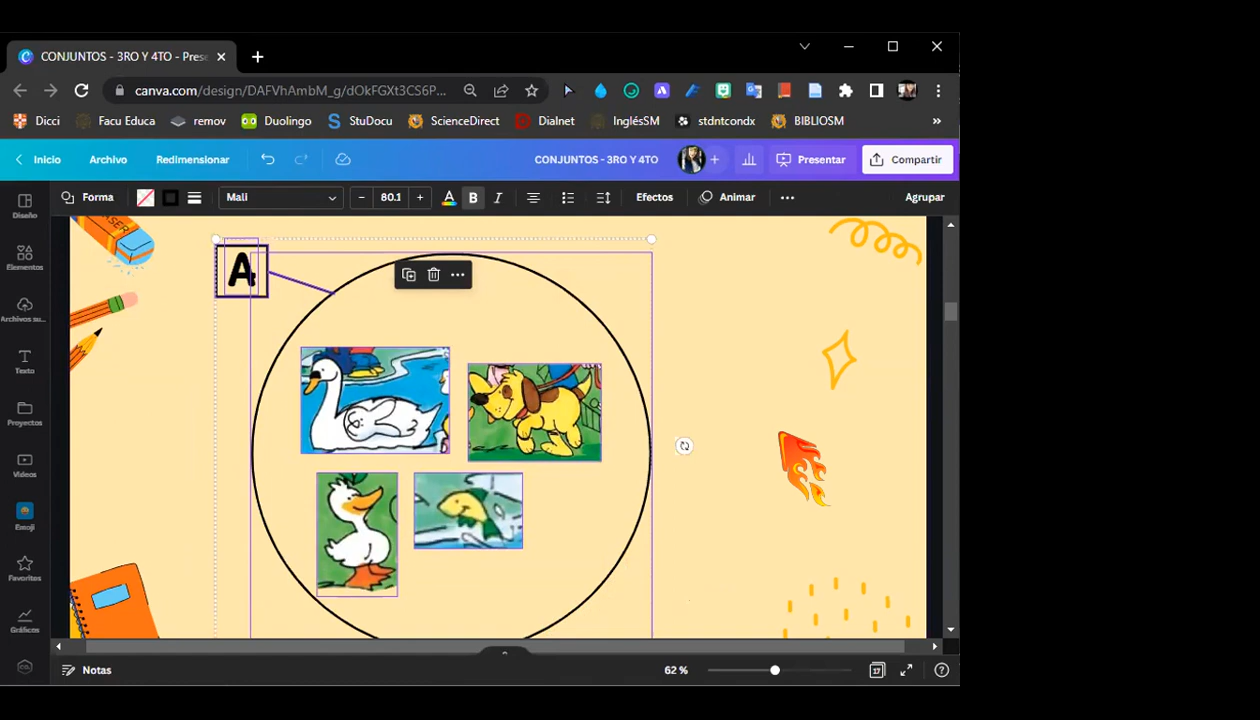 CONJUNTOS - 3RO Y 4TO - Prese
canva.com/design/DAFVhAmbM_g/dOkFGXt3CS6P...
Dicci Facu Educa remov Duolingo StuDocu ScienceDirect Dialnet InglésSM stdntcondx BIBLIOSM »
Inicio Archivo Redimensionar CONJUNTOS - 3RO Y 4TO + Presentar Compartir
Forma Mali – 80.1 + A B I Efectos Animar ... Agrupar
Diseño
Elementos
Archivos su...
Texto
Proyectos
Videos
Emoji
Favoritos
Gráficos
A
Notas 62 % 17